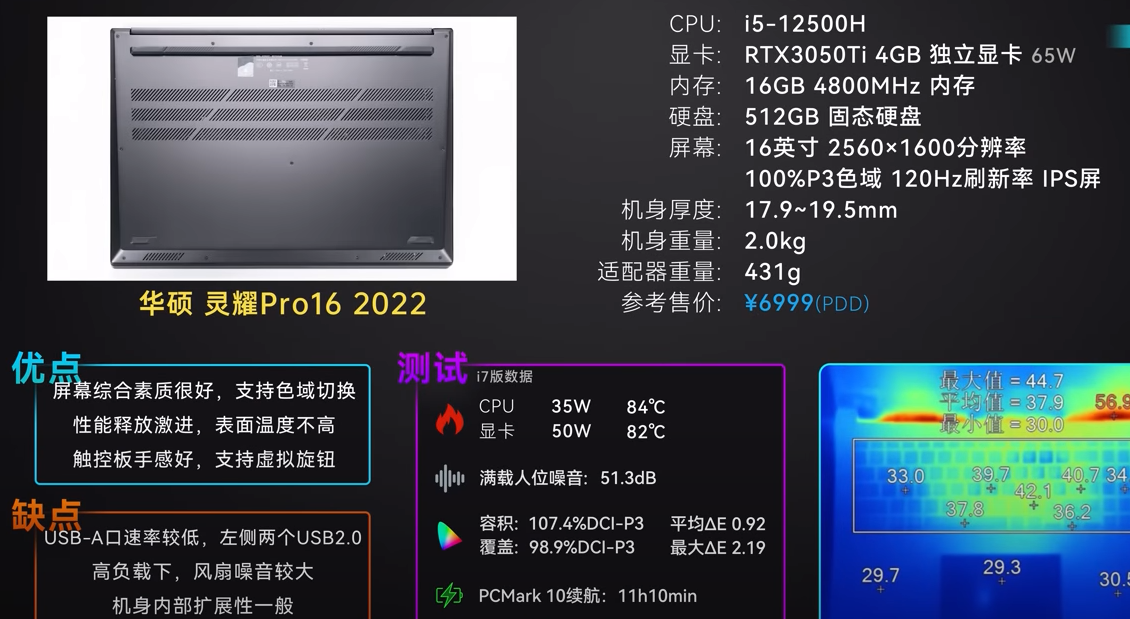 CPU: i5-12500H
显卡: RTX3050Ti 4GB 独立显卡 65W
内存: 16GB 4800MHz 内存
硬盘: 512GB 固态硬盘
屏幕: 16英寸 2560×1600分辨率
100%P3色域 120Hz刷新率 IPS屏
机身厚度: 17.9~19.5mm
机身重量: 2.0kg
适配器重量: 431g
参考售价: ¥6999(PDD)
华硕 灵耀Pro16 2022
优点
屏幕综合素质很好，支持色域切换
性能释放激进，表面温度不高
触控板手感好，支持虚拟旋钮
缺点
USB-A口速率较低，左侧两个USB2.0
高负载下，风扇噪音较大
机身内部扩展性一般
测试 i7版数据
CPU 35W 84℃
显卡 50W 82℃
满载人位噪音: 51.3dB
容积: 107.4%DCI-P3 平均ΔE 0.92
覆盖: 98.9%DCI-P3 最大ΔE 2.19
PCMark 10续航: 11h10min
最大值 = 44.7
平均值 = 37.9
最小值 = 30.0
56.9
33.0 39.7 40.7 34
42.1
37.8 36.2
29.7 29.3 30.5